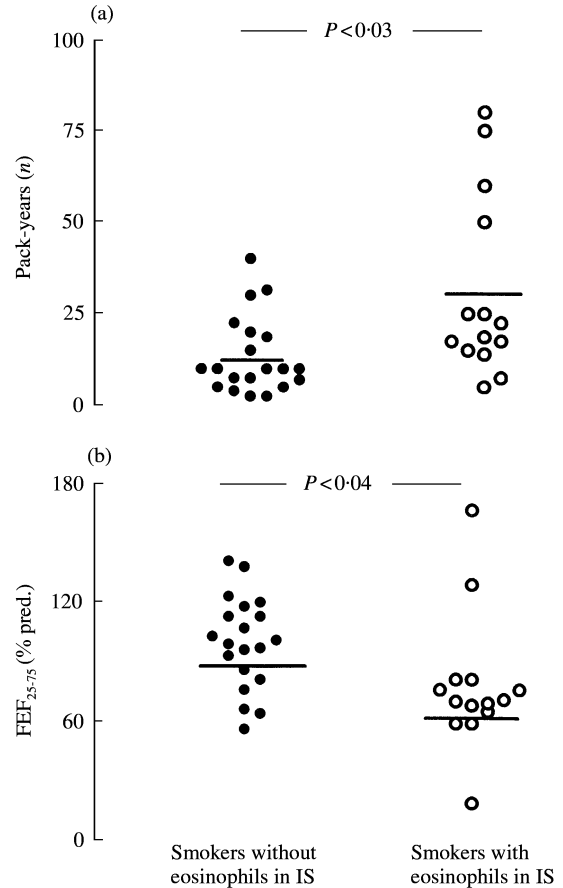 (a)
P<0·03
100
75
50
25
0
Pack-years (n)
(b)
P<0·04
180
120
60
0
FEF25-75 (% pred.)
Smokers without
eosinophils in IS
Smokers with
eosinophils in IS